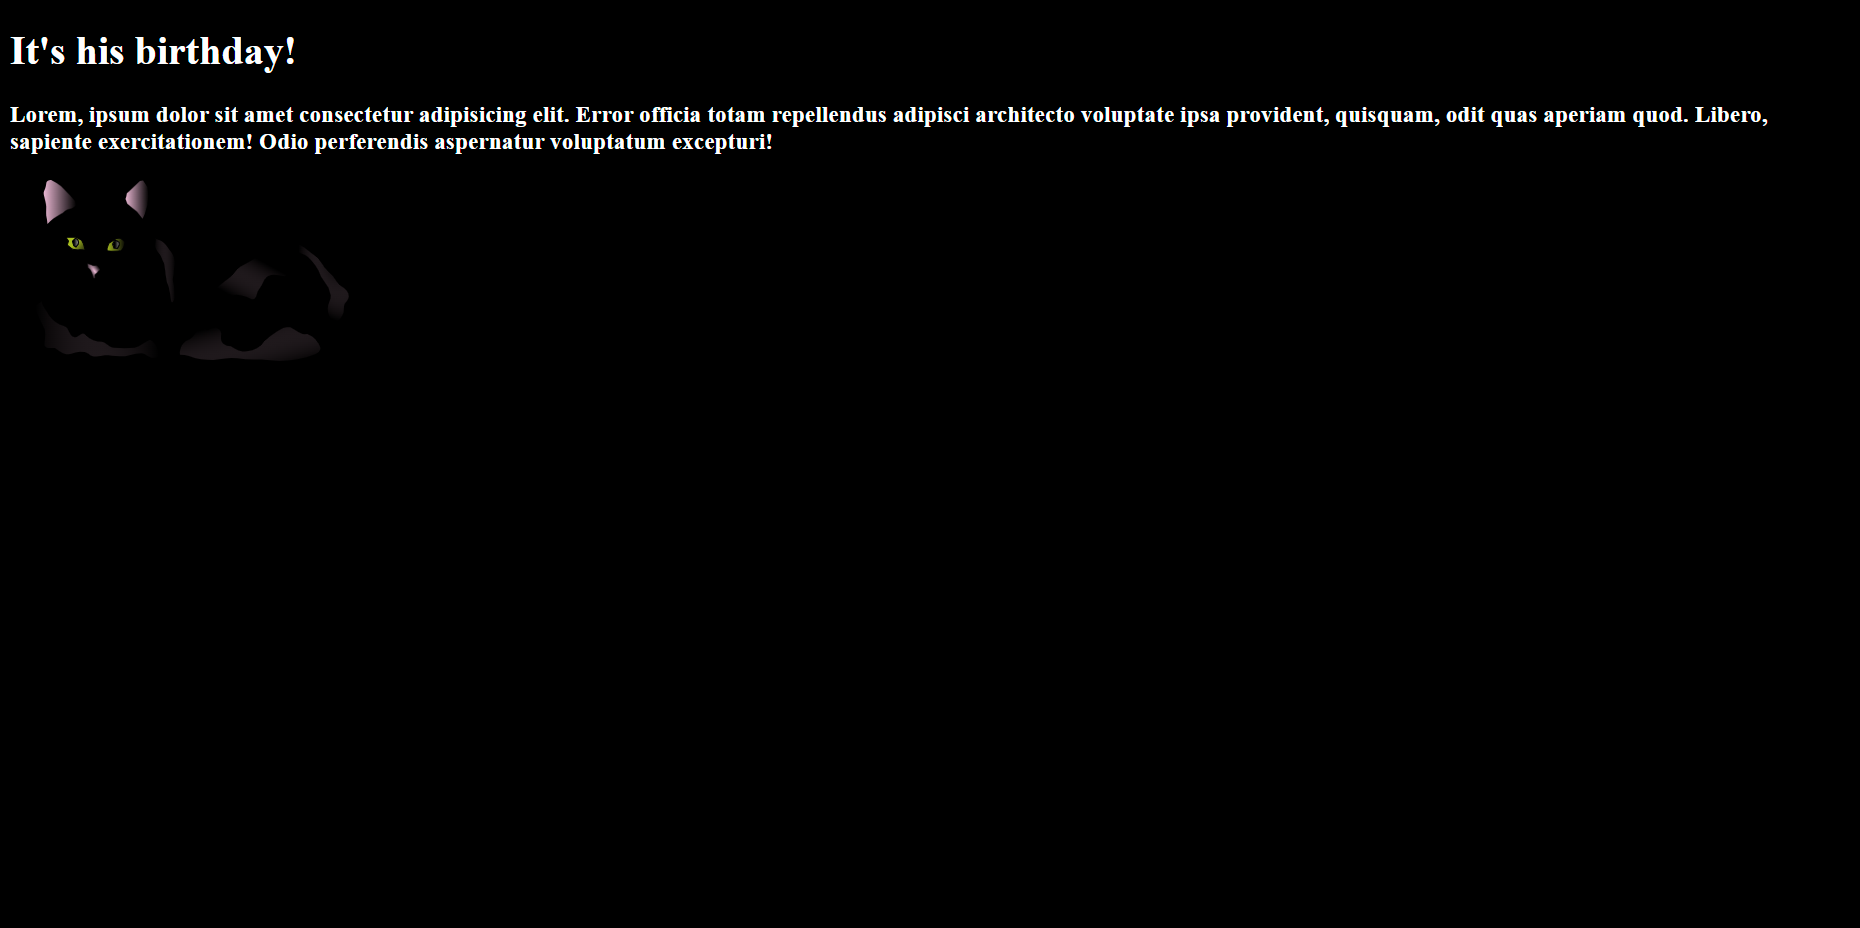 It's his birthday!
Lorem, ipsum dolor sit amet consectetur adipisicing elit. Error officia totam repellendus adipisci architecto voluptate ipsa provident, quisquam, odit quas aperiam quod. Libero,
sapiente exercitationem! Odio perferendis aspernatur voluptatum excepturi!